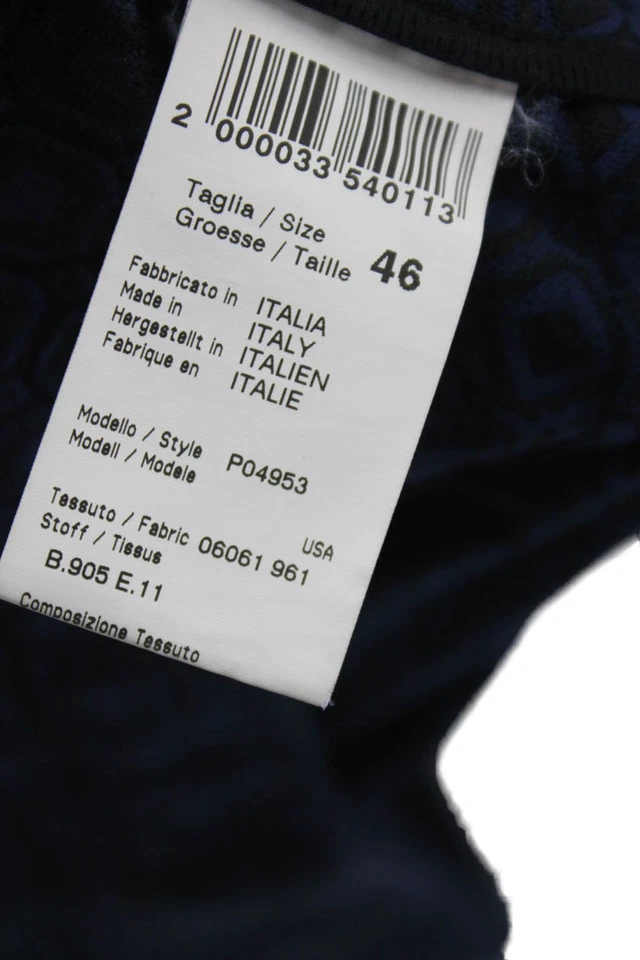 2 000033 540113
Taglia / Size
Groesse / Taille 46
Fabbricato in ITALIA
Made in ITALY
Hergestellt in ITALIEN
Fabrique en ITALIE
Modello / Style
Modell / Modele P04953
Tessuto / Fabric 06061 961 USA
Stoff / Tissus
B.905 E.11
Composizione Tessuto